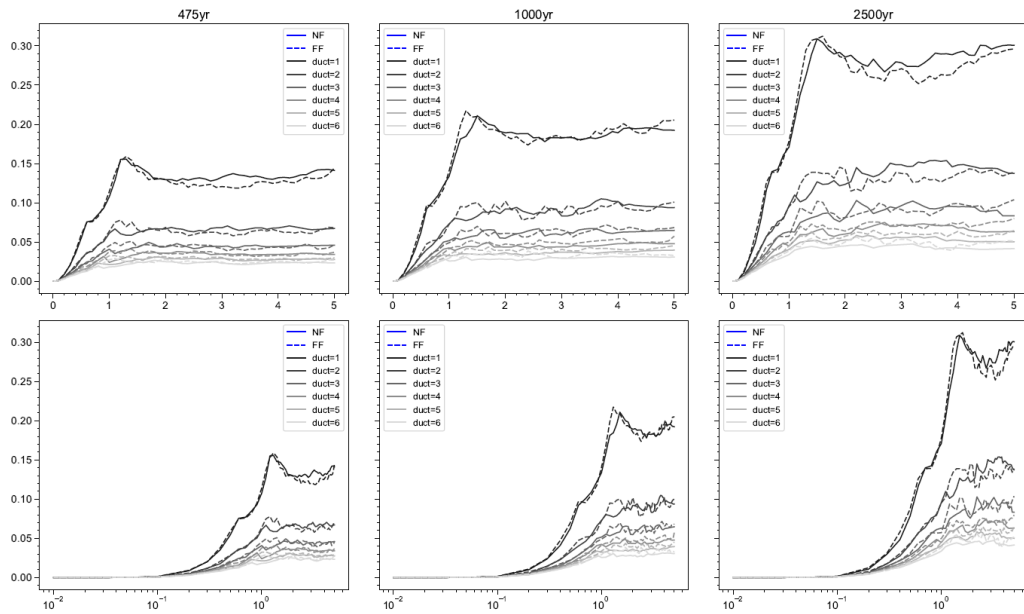 475yr
1000yr
2500yr
0.30
0.25
0.20
0.15
0.10
0.05
0.00
NF
FF
duct=1
duct=2
duct=3
duct=4
duct=5
duct=6
0 1 2 3 4 5
NF
FF
duct=1
duct=2
duct=3
duct=4
duct=5
duct=6
0 1 2 3 4 5
NF
FF
duct=1
duct=2
duct=3
duct=4
duct=5
duct=6
0 1 2 3 4 5
0.30
0.25
0.20
0.15
0.10
0.05
0.00
NF
FF
duct=1
duct=2
duct=3
duct=4
duct=5
duct=6
10⁻² 10⁻¹ 10⁰
NF
FF
duct=1
duct=2
duct=3
duct=4
duct=5
duct=6
10⁻² 10⁻¹ 10⁰
NF
FF
duct=1
duct=2
duct=3
duct=4
duct=5
duct=6
10⁻² 10⁻¹ 10⁰